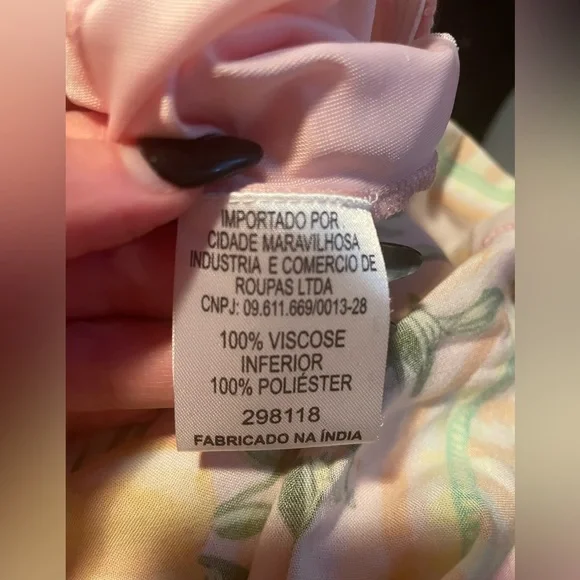 IMPORTADO POR
CIDADE MARAVILHOSA
INDUSTRIA E COMERCIO DE
ROUPAS LTDA
CNPJ: 09.611.669/0013-28
100% VISCOSE
INFERIOR
100% POLIÉSTER
298118
FABRICADO NA ÍNDIA